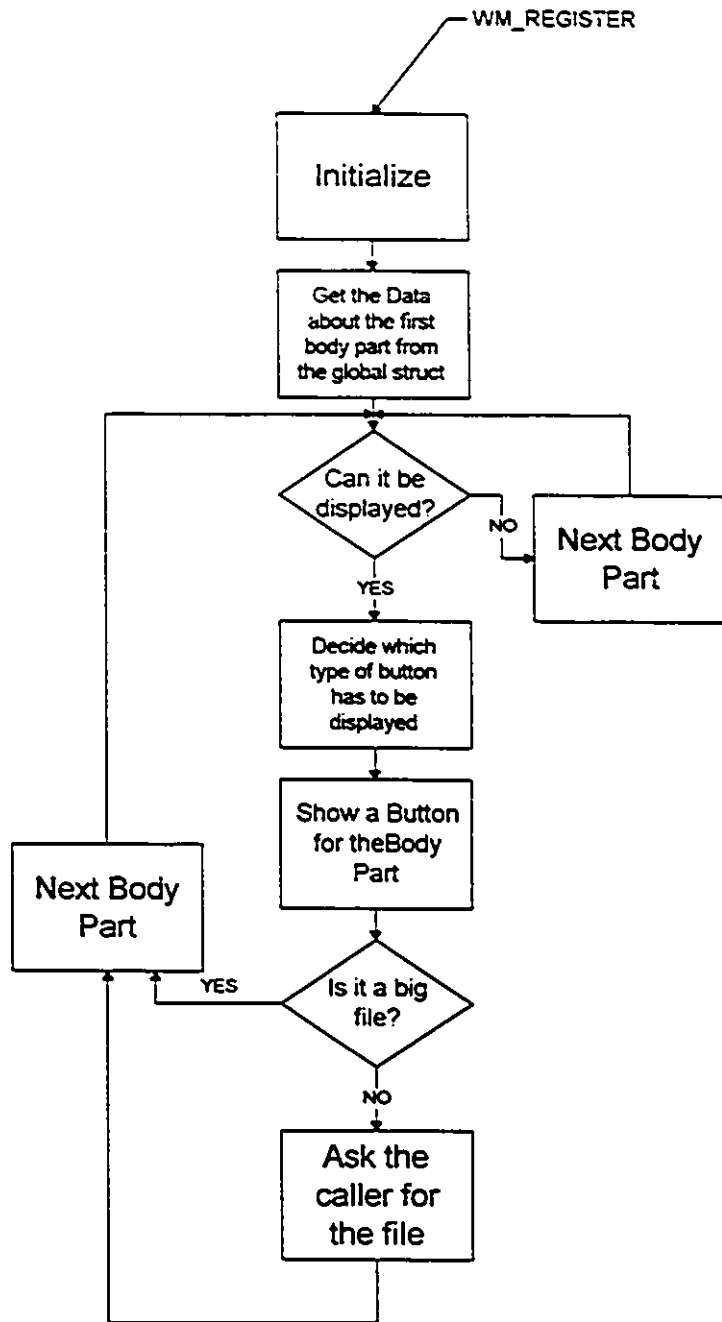 WM_REGISTER
Initialize
Get the Data
about the first
body part from
the global struct
Can it be
displayed?
NO
Next Body
Part
YES
Decide which
type of button
has to be
displayed
Show a Button
for theBody
Part
Next Body
Part
YES
Is it a big
file?
NO
Ask the
caller for
the file